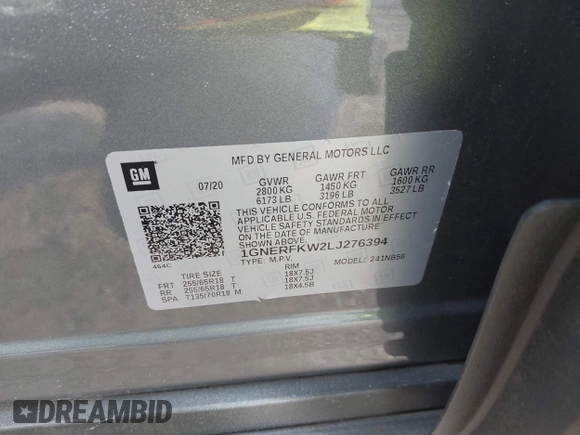 GM
MFD BY GENERAL MOTORS LLC
07/20 GVWR GAWR FRT GAWR RR
2800 KG 1450 KG 1600 KG
6173 LB 3196 LB 3527 LB
THIS VEHICLE CONFORMS TO ALL
APPLICABLE U.S. FEDERAL MOTOR
VEHICLE SAFETY STANDARDS IN EFFECT
ON THE DATE OF MANUFACTURE
SHOWN ABOVE.
1GNERFKW2LJ276394
464C TYPE: M.P.V. MODEL: 241NB56
TIRE SIZE RIM
FRT 255/65R18 T 18X7.5J
RR 255/65R18 T 18X7.5J
SPA T135/70R18 M 18X4.5B
DREAMBID